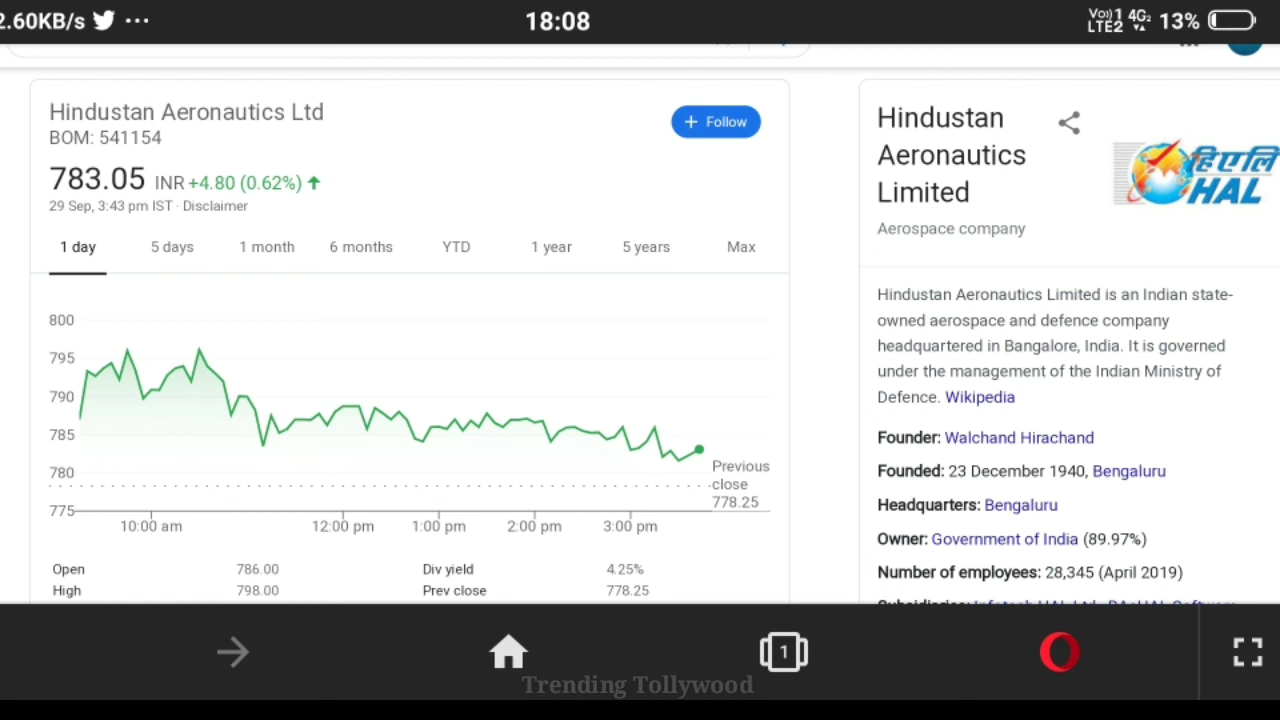 2.60KB/s
18:08
Vo) 1 4G2
LTE2
13%
Hindustan Aeronautics Ltd
BOM: 541154
+ Follow
783.05 INR +4.80 (0.62%) ↑
29 Sep, 3:43 pm IST · Disclaimer
1 day 5 days 1 month 6 months YTD 1 year 5 years Max
800
795
790
785
780
775
Previous
close
778.25
10:00 am 12:00 pm 1:00 pm 2:00 pm 3:00 pm
Open 786.00 Div yield 4.25%
High 798.00 Prev close 778.25
Hindustan
Aeronautics
Limited
हिएलि
HAL
Aerospace company
Hindustan Aeronautics Limited is an Indian state-
owned aerospace and defence company
headquartered in Bangalore, India. It is governed
under the management of the Indian Ministry of
Defence. Wikipedia
Founder: Walchand Hirachand
Founded: 23 December 1940, Bengaluru
Headquarters: Bengaluru
Owner: Government of India (89.97%)
Number of employees: 28,345 (April 2019)
1
Trending Tollywood